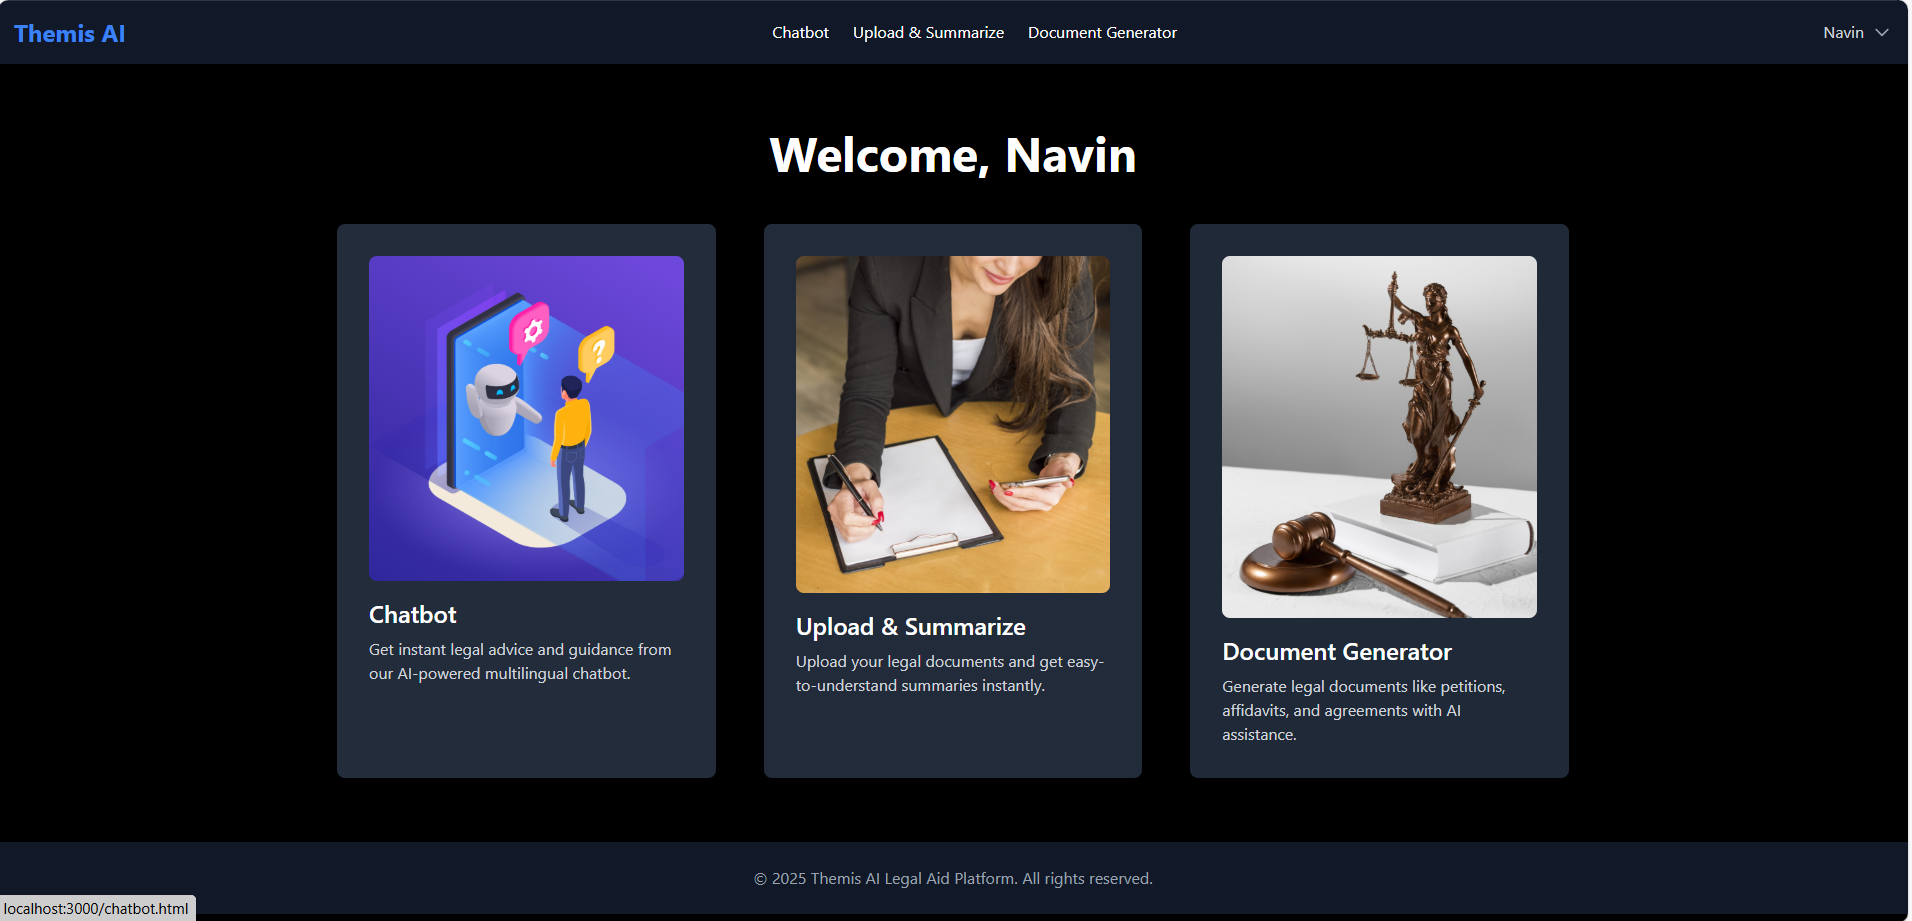 Themis AI
Chatbot
Upload & Summarize
Document Generator
Navin
Welcome, Navin
?
Chatbot
Get instant legal advice and guidance from
our AI-powered multilingual chatbot.
Upload & Summarize
Upload your legal documents and get easy-
to-understand summaries instantly.
Document Generator
Generate legal documents like petitions,
affidavits, and agreements with AI
assistance.
© 2025 Themis AI Legal Aid Platform. All rights reserved.
localhost:3000/chatbot.html